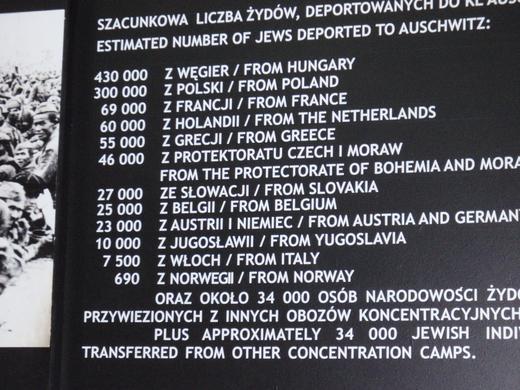 SZACUNKOWA LICZBA ŻYDÓW, DEPORTOWANYCH DO KL
ESTIMATED NUMBER OF JEWS DEPORTED TO AUSCHWITZ:
430 000 Z WĘGIER / FROM HUNGARY
300 000 Z POLSKI / FROM POLAND
69 000 Z FRANCJI / FROM FRANCE
60 000 Z HOLANDII / FROM THE NETHERLANDS
55 000 Z GRECJI / FROM GREECE
46 000 Z PROTEKTORATU CZECH I MORAW
FROM THE PROTECTORATE OF BOHEMIA AND
27 000 ZE SŁOWACJI / FROM SLOVAKIA
25 000 Z BELGII / FROM BELGIUM
23 000 Z AUSTRII I NIEMIEC / FROM AUSTRIA AND GERMANY
10 000 Z JUGOSŁAWII / FROM YUGOSLAVIA
7 500 Z WŁOCH / FROM ITALY
690 Z NORWEGII / FROM NORWAY
ORAZ OKOŁO 34 000 OSÓB NARODOWOŚCI
PRZYWIEZIONYCH Z INNYCH OBOZÓW KONCENTRACYJNYCH
PLUS APPROXIMATELY 34 000 JEWISH
TRANSFERRED FROM OTHER CONCENTRATION CAMPS.